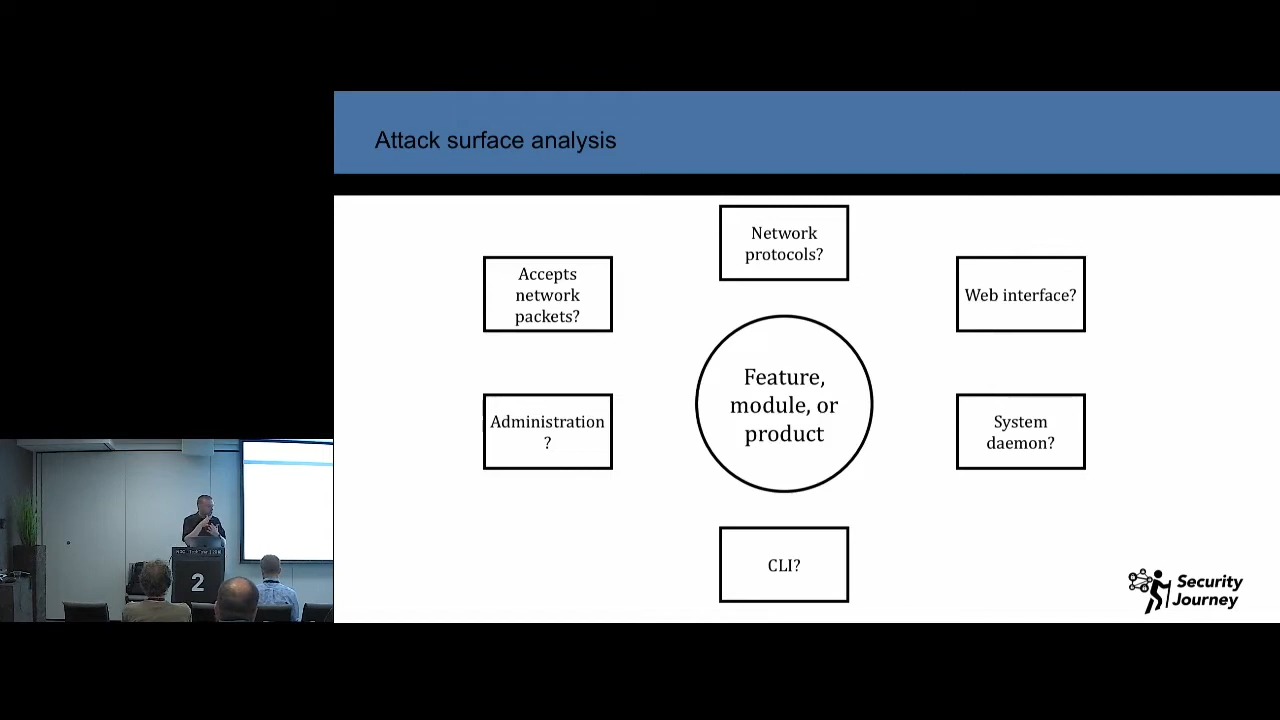 Attack surface analysis
Network
protocols?
Accepts
network
packets?
Web interface?
Feature,
module, or
product
Administration
?
System
daemon?
CLI?
Security
Journey
2